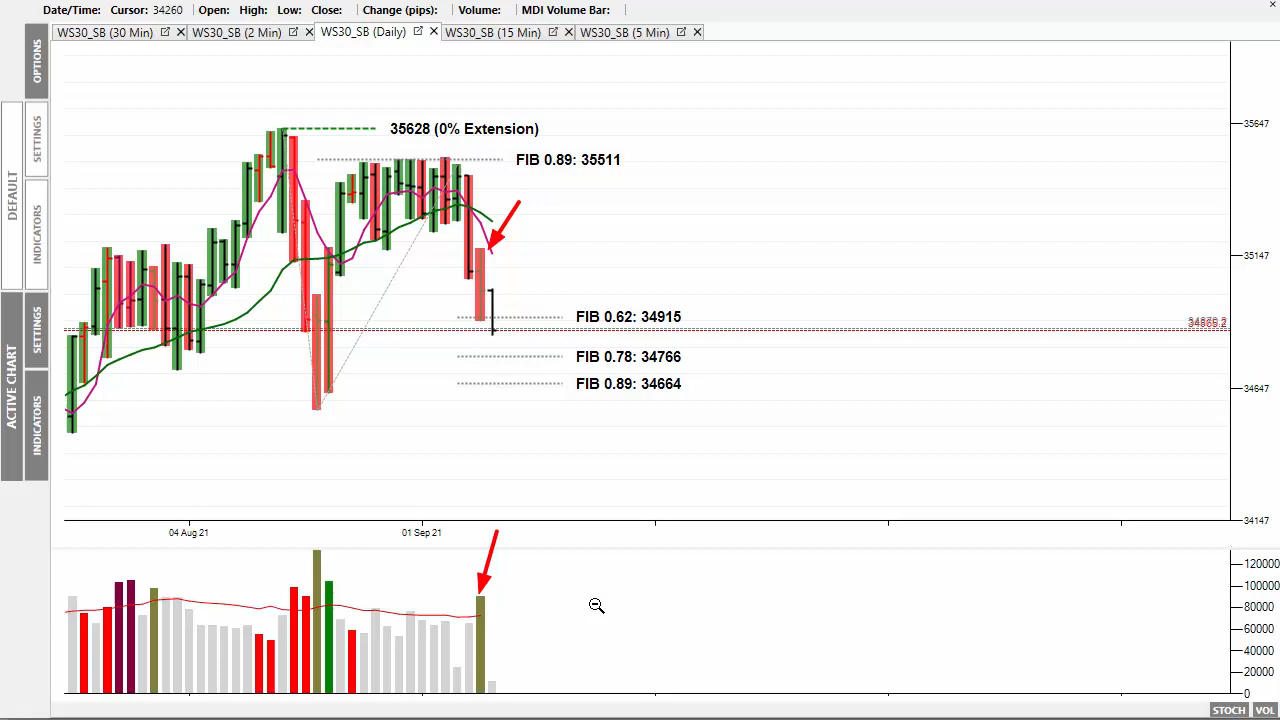 Date/Time: Cursor: 34260 Open: High: Low: Close: Change (pips): Volume: MDI Volume Bar:
WS30_SB (30 Min) WS30_SB (2 Min) WS30_SB (Daily) WS30_SB (15 Min) WS30_SB (5 Min)
OPTIONS
DEFAULT
SETTINGS
INDICATORS
ACTIVE CHART
SETTINGS
INDICATORS
35628 (0% Extension)
FIB 0.89: 35511
FIB 0.62: 34915
FIB 0.78: 34766
FIB 0.89: 34664
35647
35147
34647
34147
04 Aug 21
01 Sep 21
120000
100000
80000
60000
40000
20000
0
STOCH VOL